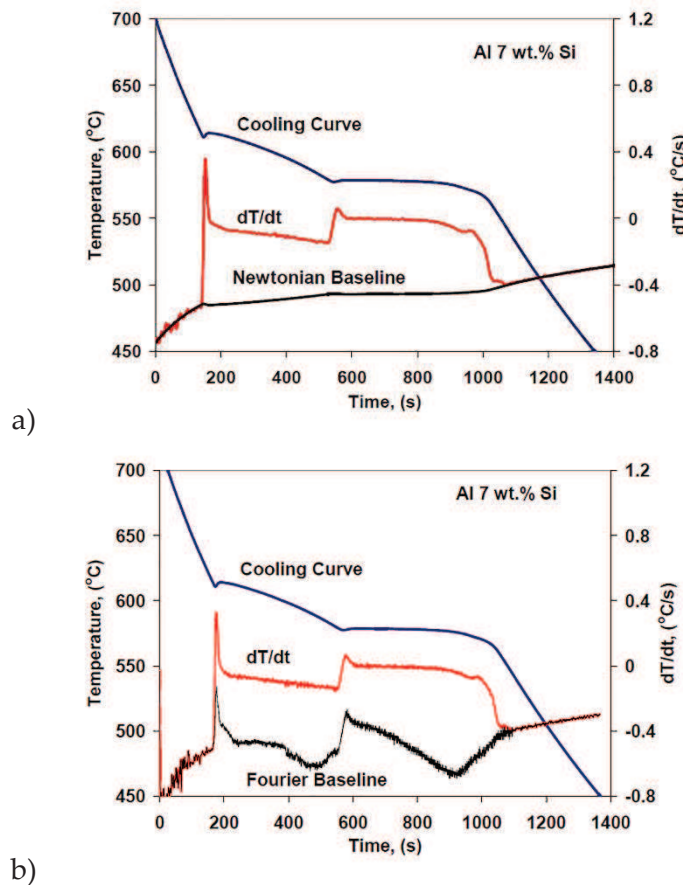 700
650
600
550
500
450
Temperature, (°C)
1.2
0.8
0.4
0
-0.4
-0.8
dT/dt, (°C/s)
Al 7 wt.% Si
Cooling Curve
dT/dt
Newtonian Baseline
0 200 400 600 800 1000 1200 1400
Time, (s)
a)
700
650
600
550
500
450
Temperature, (°C)
1.2
0.8
0.4
0
-0.4
-0.8
dT/dt, (°C/s)
Al 7 wt.% Si
Cooling Curve
dT/dt
Fourier Baseline
0 200 400 600 800 1000 1200 1400
Time, (s)
b)